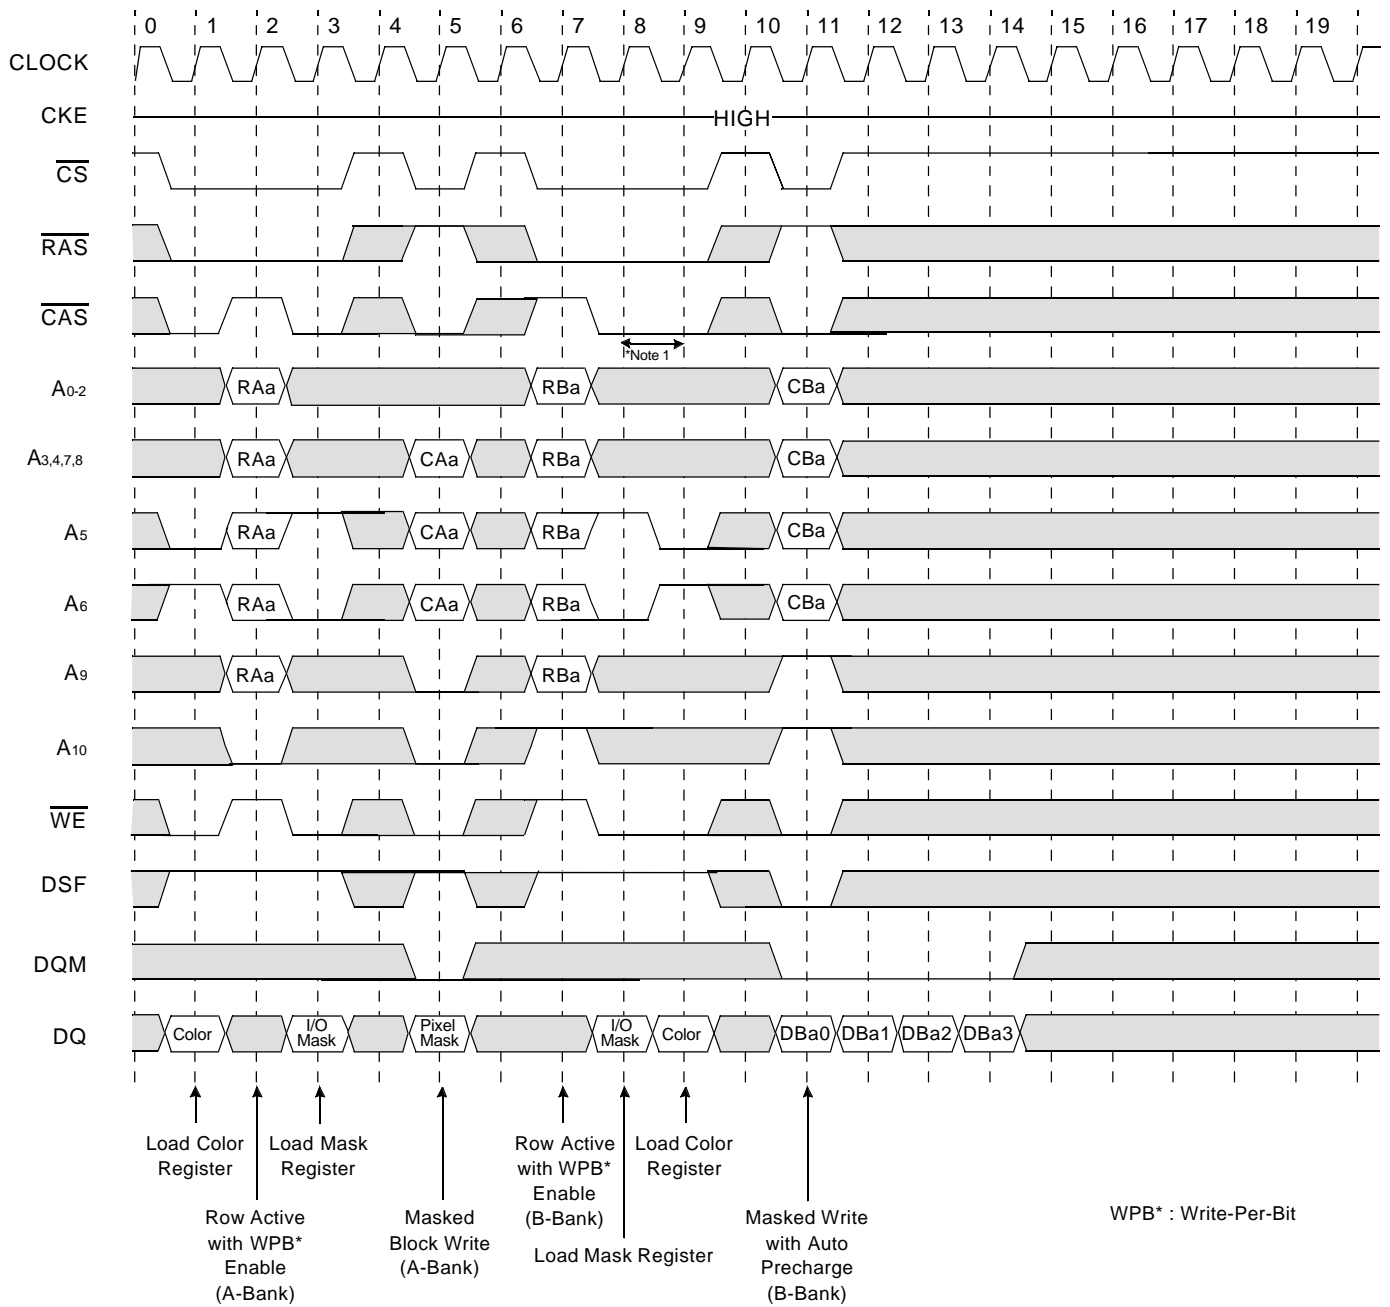 0 1 2 3 4 5 6 7 8 9 10 11 12 13 14 15 16 17 18 19
CLOCK
CKE HIGH
CS
RAS
CAS
*Note 1
A0-2 RAa RBa CBa
A3,4,7,8 RAa CAa RBa CBa
A5 RAa CAa RBa CBa
A6 RAa CAa RBa CBa
A9 RAa RBa
A10
WE
DSF
DQM
DQ Color I/O Mask Pixel Mask I/O Mask Color DBa0 DBa1 DBa2 DBa3
Load Color
Register
Load Mask
Register
Row Active
with WPB*
Enable
(B-Bank)
Load Color
Register
Row Active
with WPB*
Enable
(A-Bank)
Masked
Block Write
(A-Bank)
Load Mask Register
Masked Write
with Auto
Precharge
(B-Bank)
WPB* : Write-Per-Bit